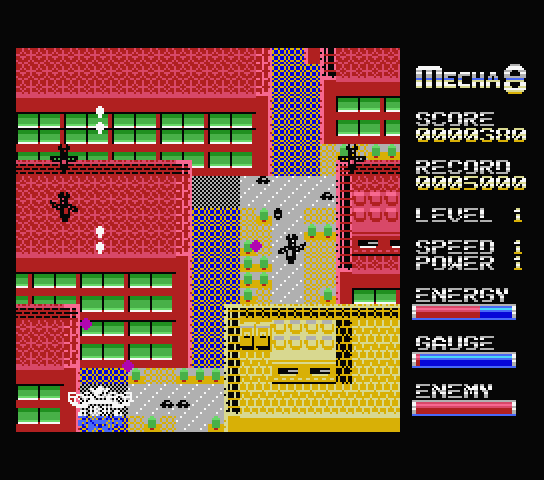 MECHA 8
SCORE
0000380
RECORD
0005000
LEVEL 1
SPEED 1
POWER 1
ENERGY
GAUGE
ENEMY